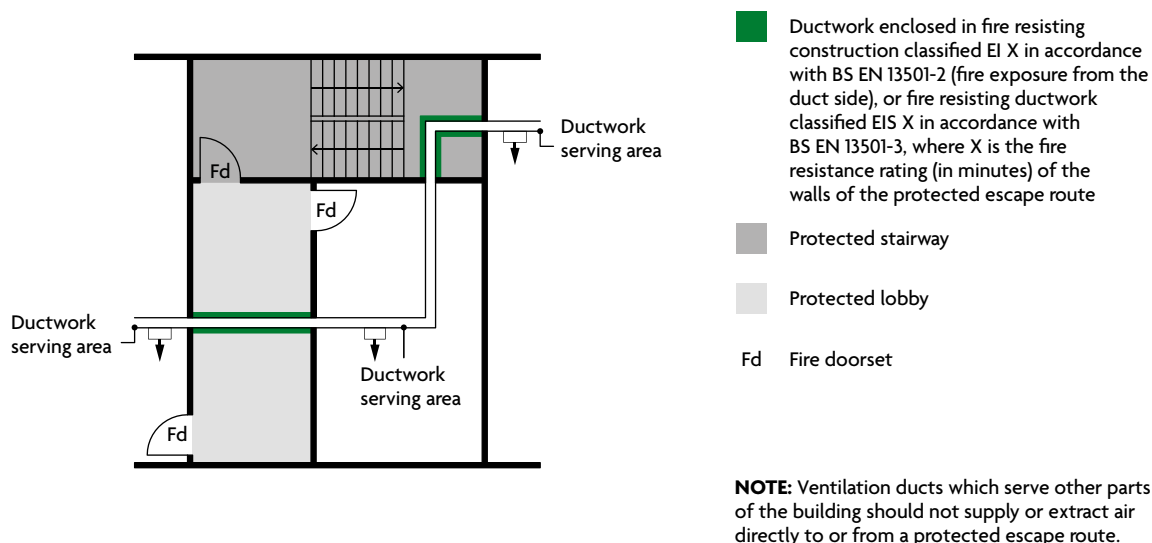 Fd
Fd
Fd
Ductwork
serving area
Ductwork
serving area
Ductwork
serving area
Ductwork enclosed in fire resisting
construction classified EI X in accordance
with BS EN 13501-2 (fire exposure from the
duct side), or fire resisting ductwork
classified EIS X in accordance with
BS EN 13501-3, where X is the fire
resistance rating (in minutes) of the
walls of the protected escape route
Protected stairway
Protected lobby
Fd Fire doorset
NOTE: Ventilation ducts which serve other parts
of the building should not supply or extract air
directly to or from a protected escape route.